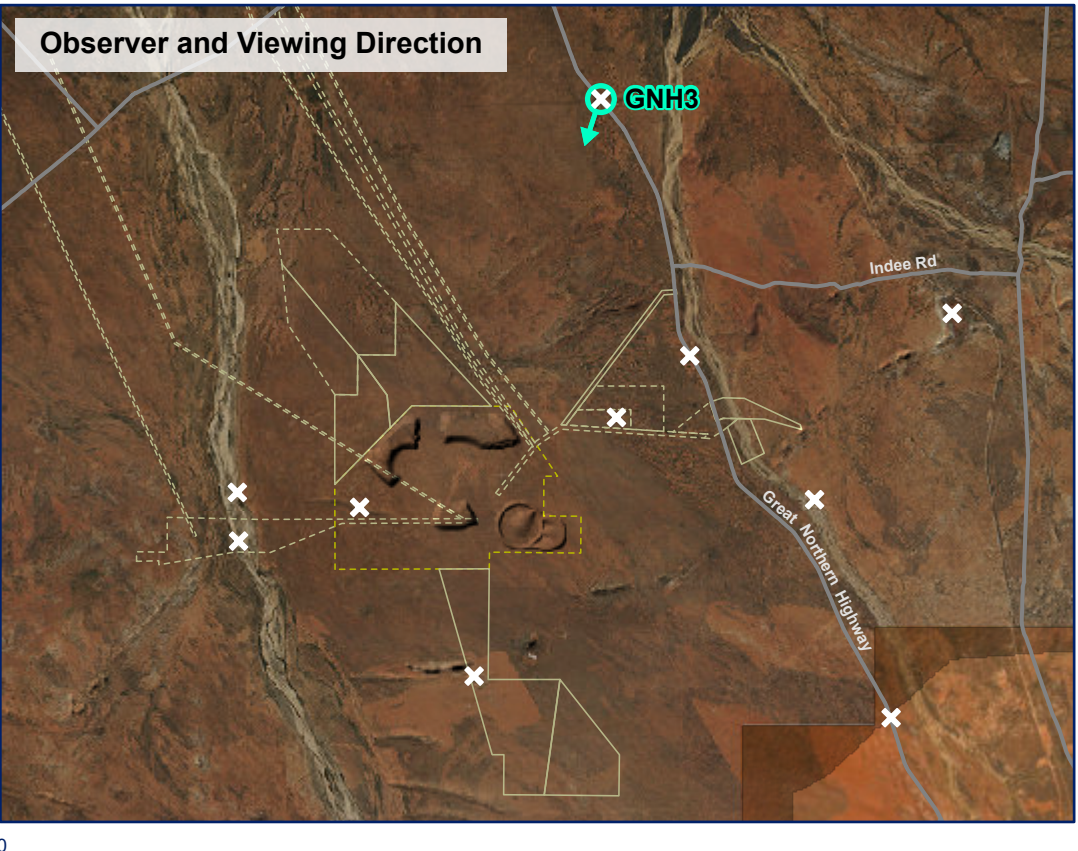 Observer and Viewing Direction
GNH3
Indee Rd
Great Northern Highway
0